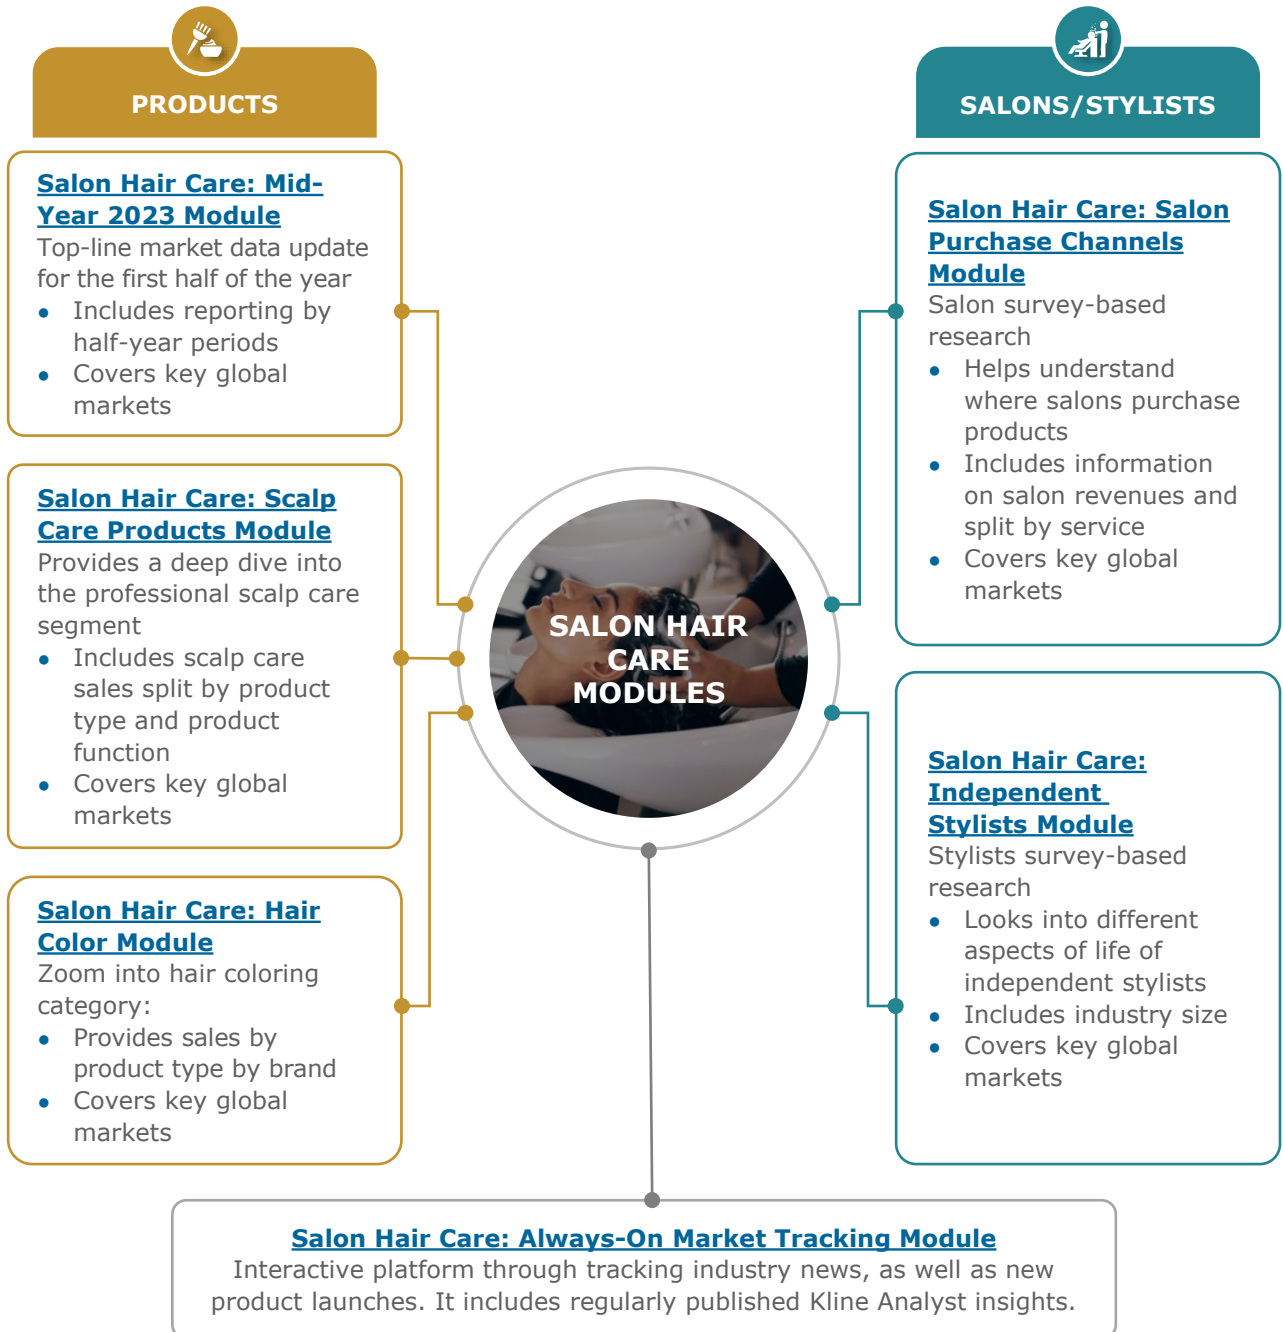 PRODUCTS
Salon Hair Care: Mid-
Year 2023 Module
Top-line market data update
for the first half of the year
● Includes reporting by
half-year periods
● Covers key global
markets
Salon Hair Care: Scalp
Care Products Module
Provides a deep dive into
the professional scalp care
segment
● Includes scalp care
sales split by product
type and product
function
● Covers key global
markets
Salon Hair Care: Hair
Color Module
Zoom into hair coloring
category:
● Provides sales by
product type by brand
● Covers key global
markets
SALON HAIR
CARE
MODULES
SALONS/STYLISTS
Salon Hair Care: Salon
Purchase Channels
Module
Salon survey-based
research
● Helps understand
where salons purchase
products
● Includes information
on salon revenues and
split by service
● Covers key global
markets
Salon Hair Care:
Independent
Stylists Module
Stylists survey-based
research
● Looks into different
aspects of life of
independent stylists
● Includes industry size
● Covers key global
markets
Salon Hair Care: Always-On Market Tracking Module
Interactive platform through tracking industry news, as well as new
product launches. It includes regularly published Kline Analyst insights.